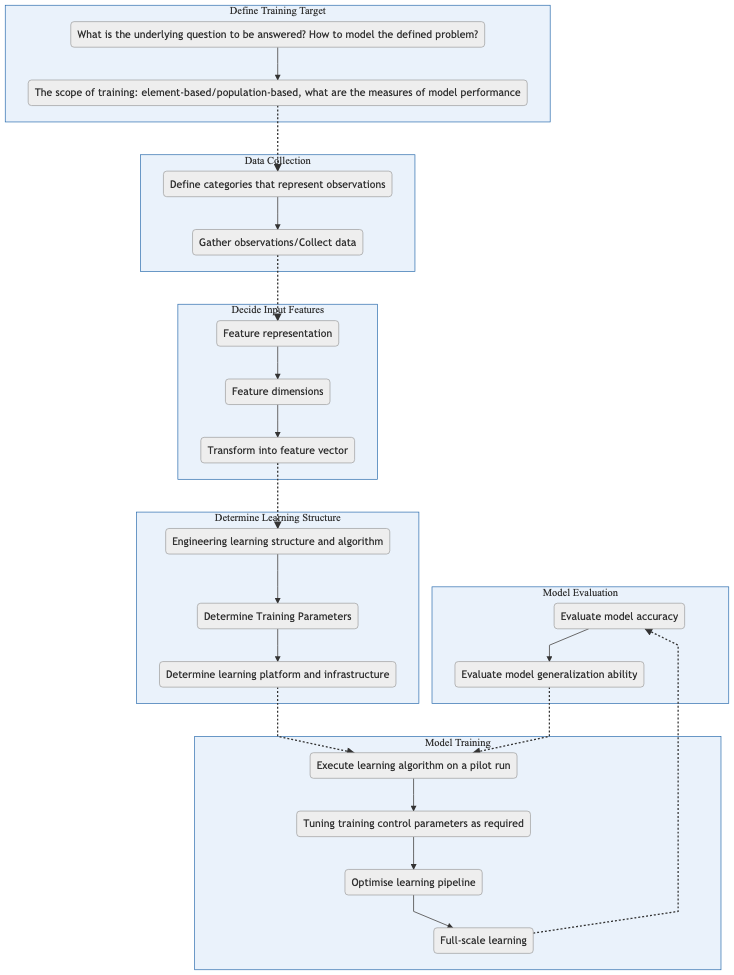 Define Training Target
What is the underlying question to be answered? How to model the defined problem?
The scope of training: element-based/population-based, what are the measures of model performance
Data Collection
Define categories that represent observations
Gather observations/Collect data
Decide Input Features
Feature representation
Feature dimensions
Transform into feature vector
Determine Learning Structure
Engineering learning structure and algorithm
Determine Training Parameters
Determine learning platform and infrastructure
Model Evaluation
Evaluate model accuracy
Evaluate model generalization ability
Model Training
Execute learning algorithm on a pilot run
Tuning training control parameters as required
Optimise learning pipeline
Full-scale learning